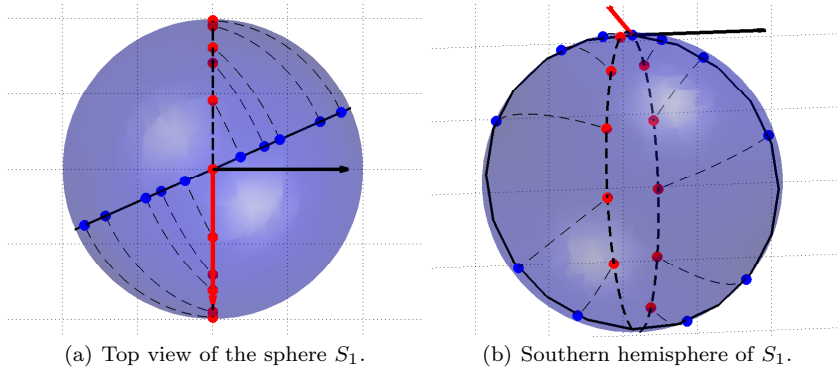 (a) Top view of the sphere S₁.
(b) Southern hemisphere of S₁.